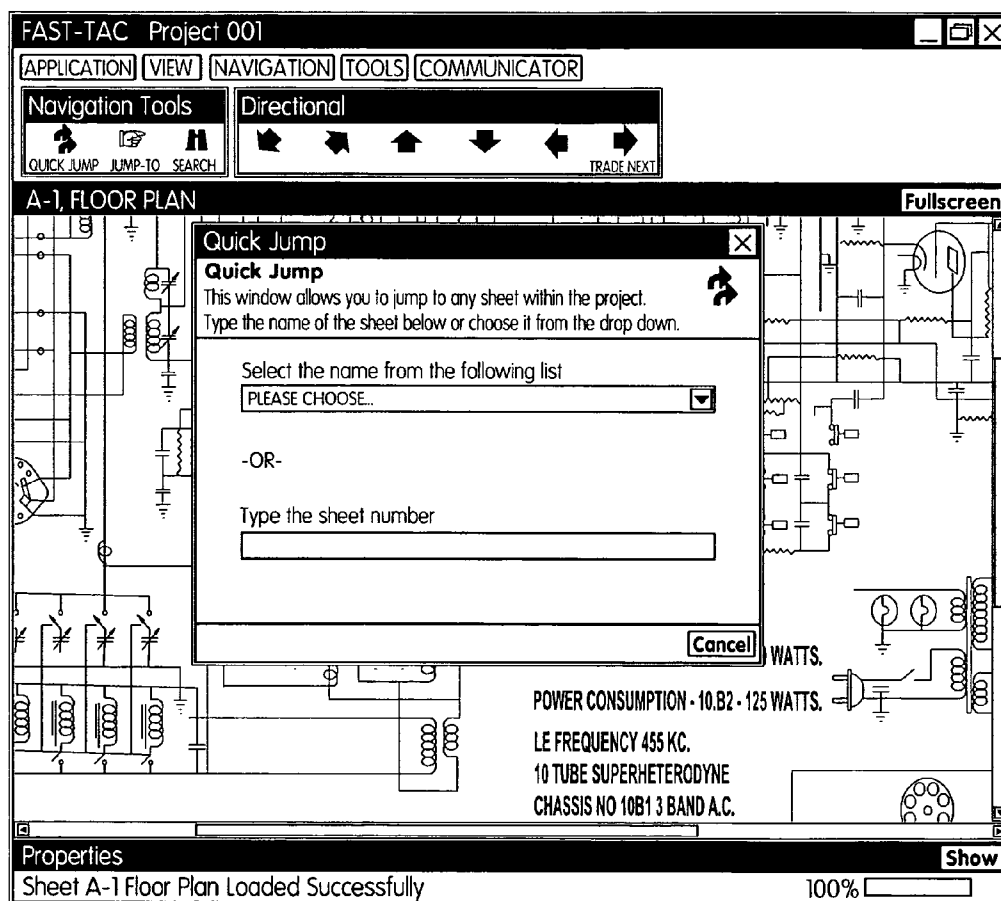 FAST-TAC Project 001
APPLICATION VIEW NAVIGATION TOOLS COMMUNICATOR
Navigation Tools
QUICK JUMP JUMP-TO SEARCH
Directional
TRADE NEXT
A-1, FLOOR PLAN
Fullscreen
Quick Jump
Quick Jump
This window allows you to jump to any sheet within the project.
Type the name of the sheet below or choose it from the drop down.
Select the name from the following list
PLEASE CHOOSE...
-OR-
Type the sheet number
Cancel
WATTS.
POWER CONSUMPTION - 10.B2 - 125 WATTS.
LE FREQUENCY 455 KC.
10 TUBE SUPERHETERODYNE
CHASSIS NO 10B1 3 BAND A.C.
Properties
Show
Sheet A-1 Floor Plan Loaded Successfully
100%